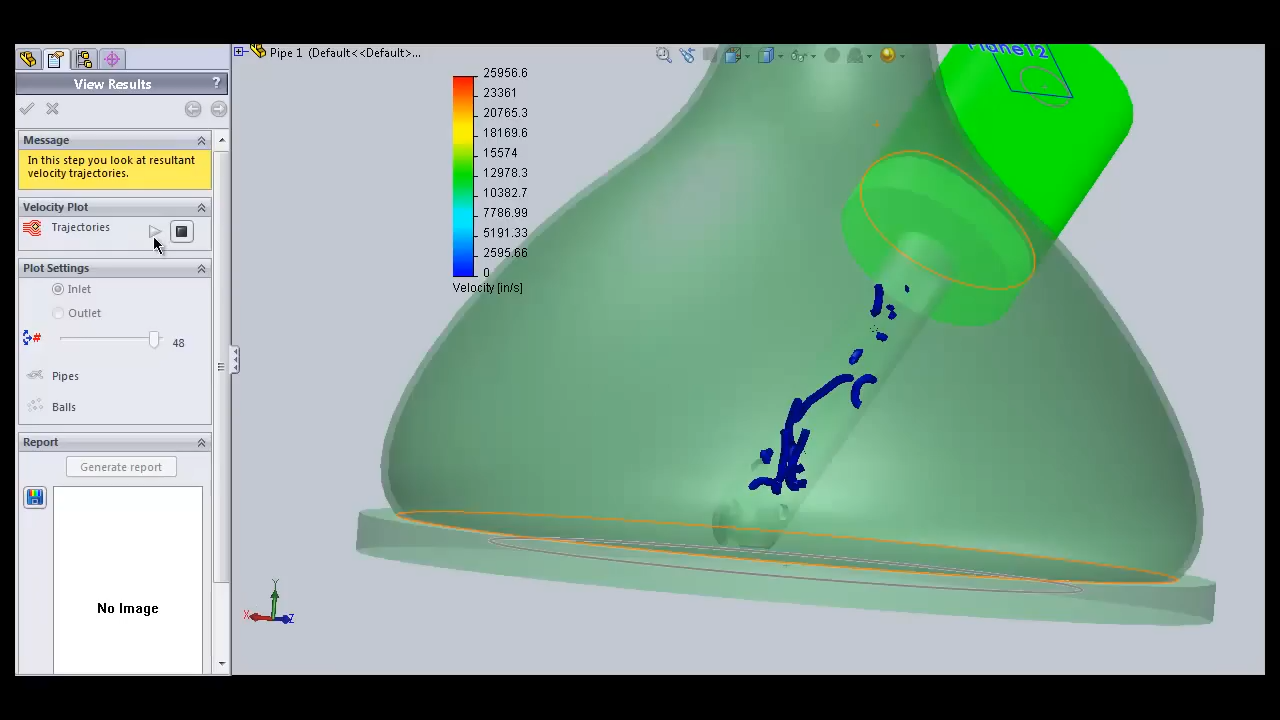 Pipe 1 (Default<<Default>...
View Results
?
Message
In this step you look at resultant
velocity trajectories.
Velocity Plot
Trajectories
Plot Settings
Inlet
Outlet
#
48
Pipes
Balls
Report
Generate report
No Image
25956.6
23361
20765.3
18169.6
15574
12978.3
10382.7
7786.99
5191.33
2595.66
0
Velocity [in/s]
Plane12
Y
X
Z